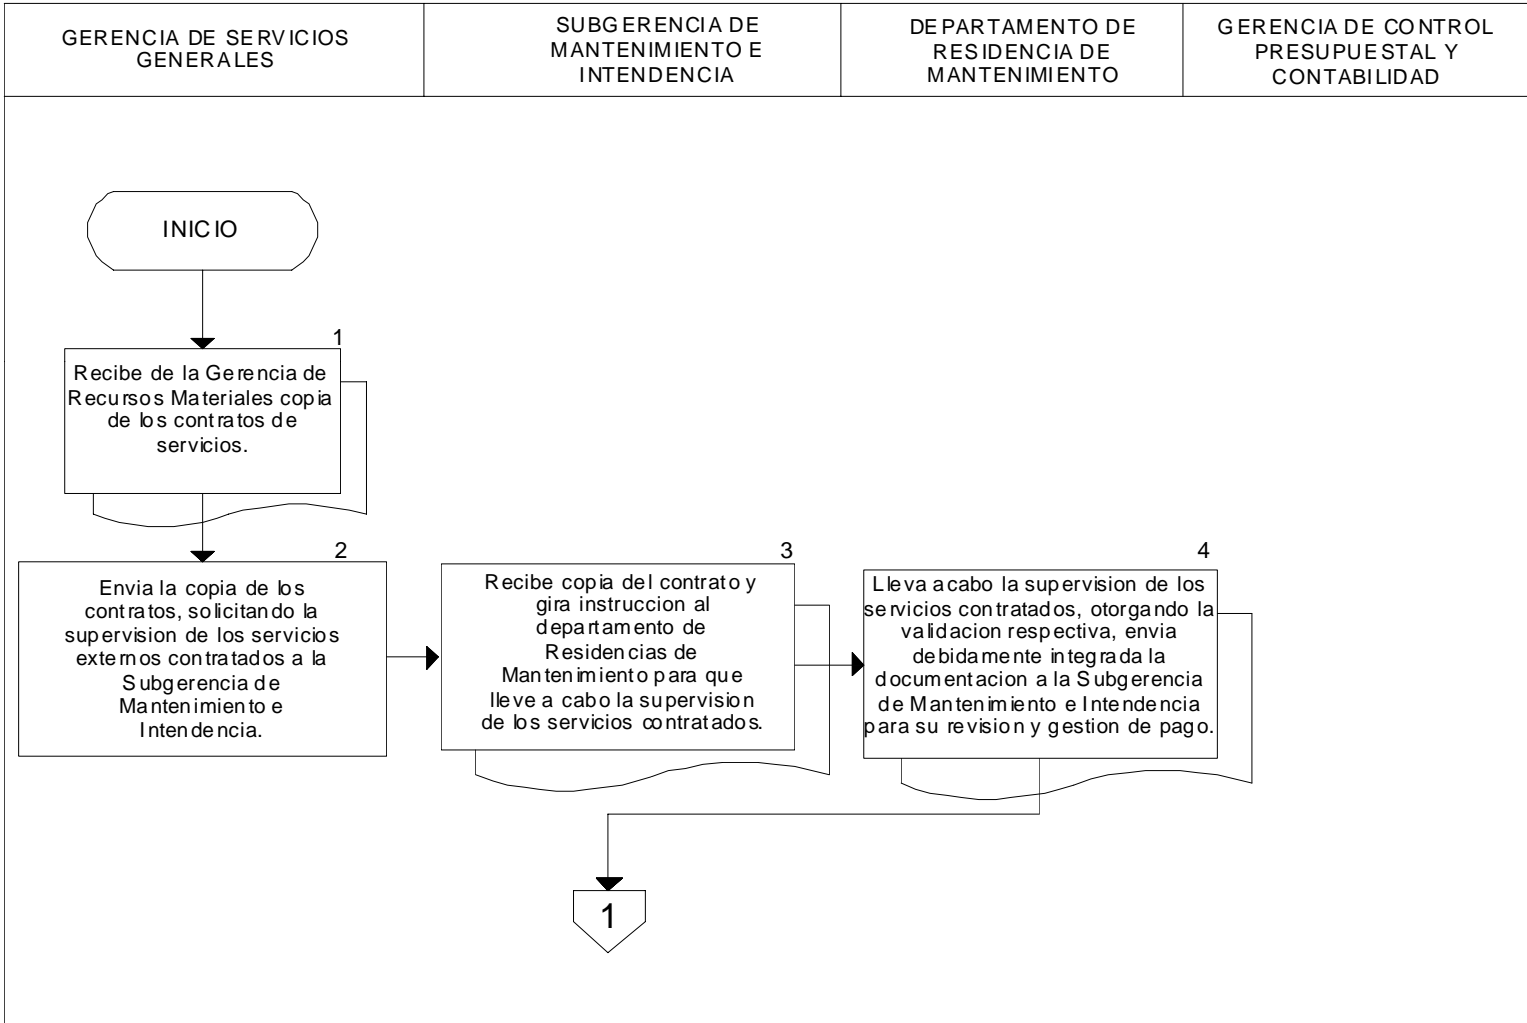 GERENCIA DE SERVICIOS
GENERALES
SUBGERENCIA DE
MANTENIMIENTO E
INTENDENCIA
DEPARTAMENTO DE
RESIDENCIA DE
MANTENIMIENTO
GERENCIA DE CONTROL
PRESUPUESTAL Y
CONTABILIDAD
INICIO
1
Recibe de la Gerencia de
Recursos Materiales copia
de los contratos de
servicios.
2
Envia la copia de los
contratos, solicitando la
supervision de los servicios
externos contratados a la
Subgerencia de
Mantenimiento e
Intendencia.
3
Recibe copia del contrato y
gira instruccion al
departamento de
Residencias de
Mantenimiento para que
lleve a cabo la supervision
de los servicios contratados.
4
Lleva acabo la supervision de los
servicios contratados, otorgando la
validacion respectiva, envia
debidamente integrada la
documentacion a la Subgerencia
de Mantenimiento e Intendencia
para su revision y gestion de pago.
1